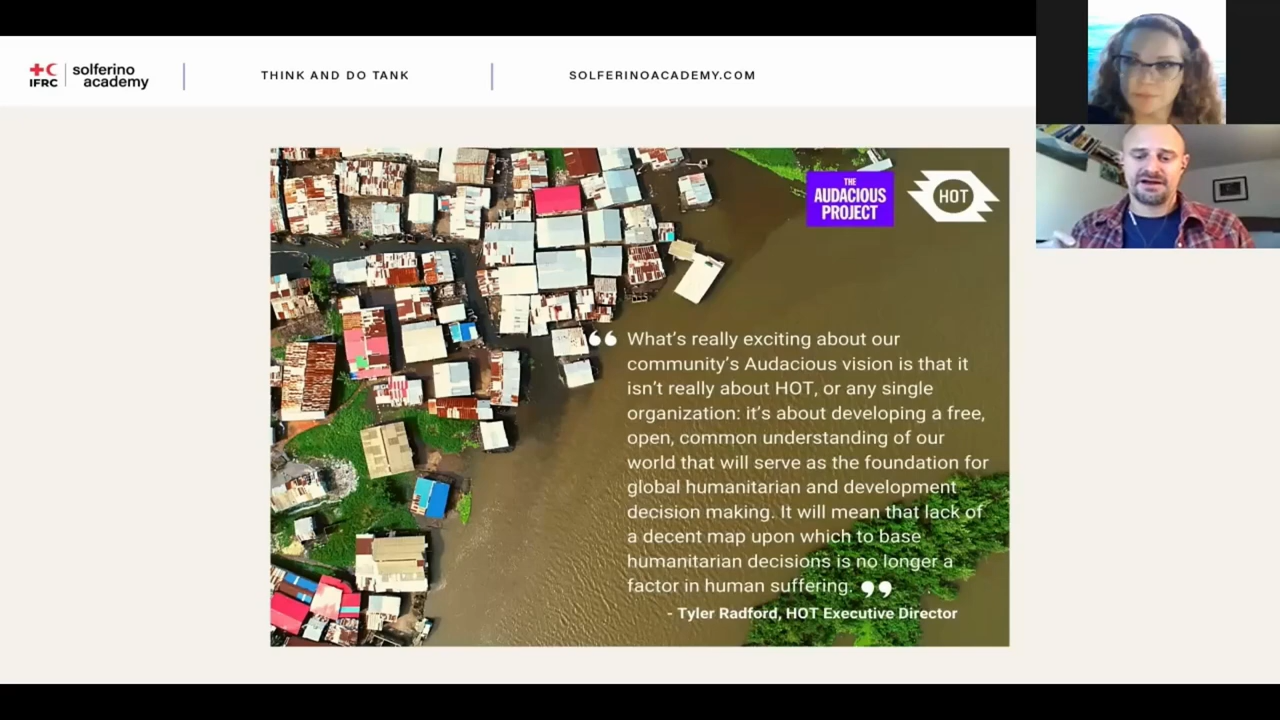 IFRC
solferino
academy
THINK AND DO TANK
SOLFERINOACADEMY.COM
THE
AUDACIOUS
PROJECT
HOT
“ What’s really exciting about our
community’s Audacious vision is that it
isn’t really about HOT, or any single
organization: it’s about developing a free,
open, common understanding of our
world that will serve as the foundation for
global humanitarian and development
decision making. It will mean that lack of
a decent map upon which to base
humanitarian decisions is no longer a
factor in human suffering. ”
- Tyler Radford, HOT Executive Director